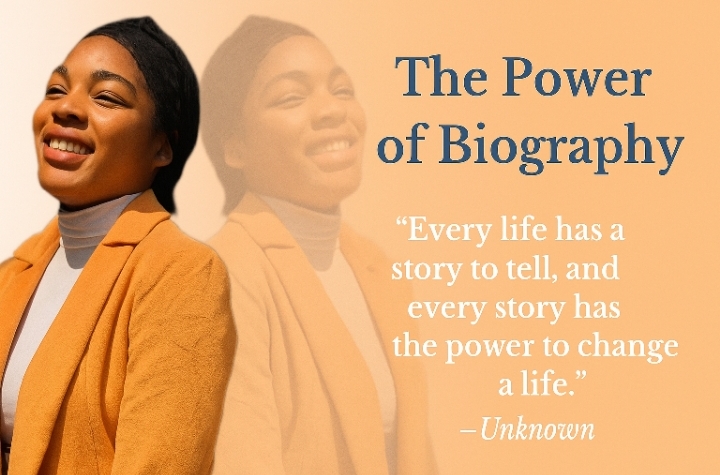 The Power
of Biography
“Every life has a
story to tell, and
every story has
the power to change
a life.”
–Unknown